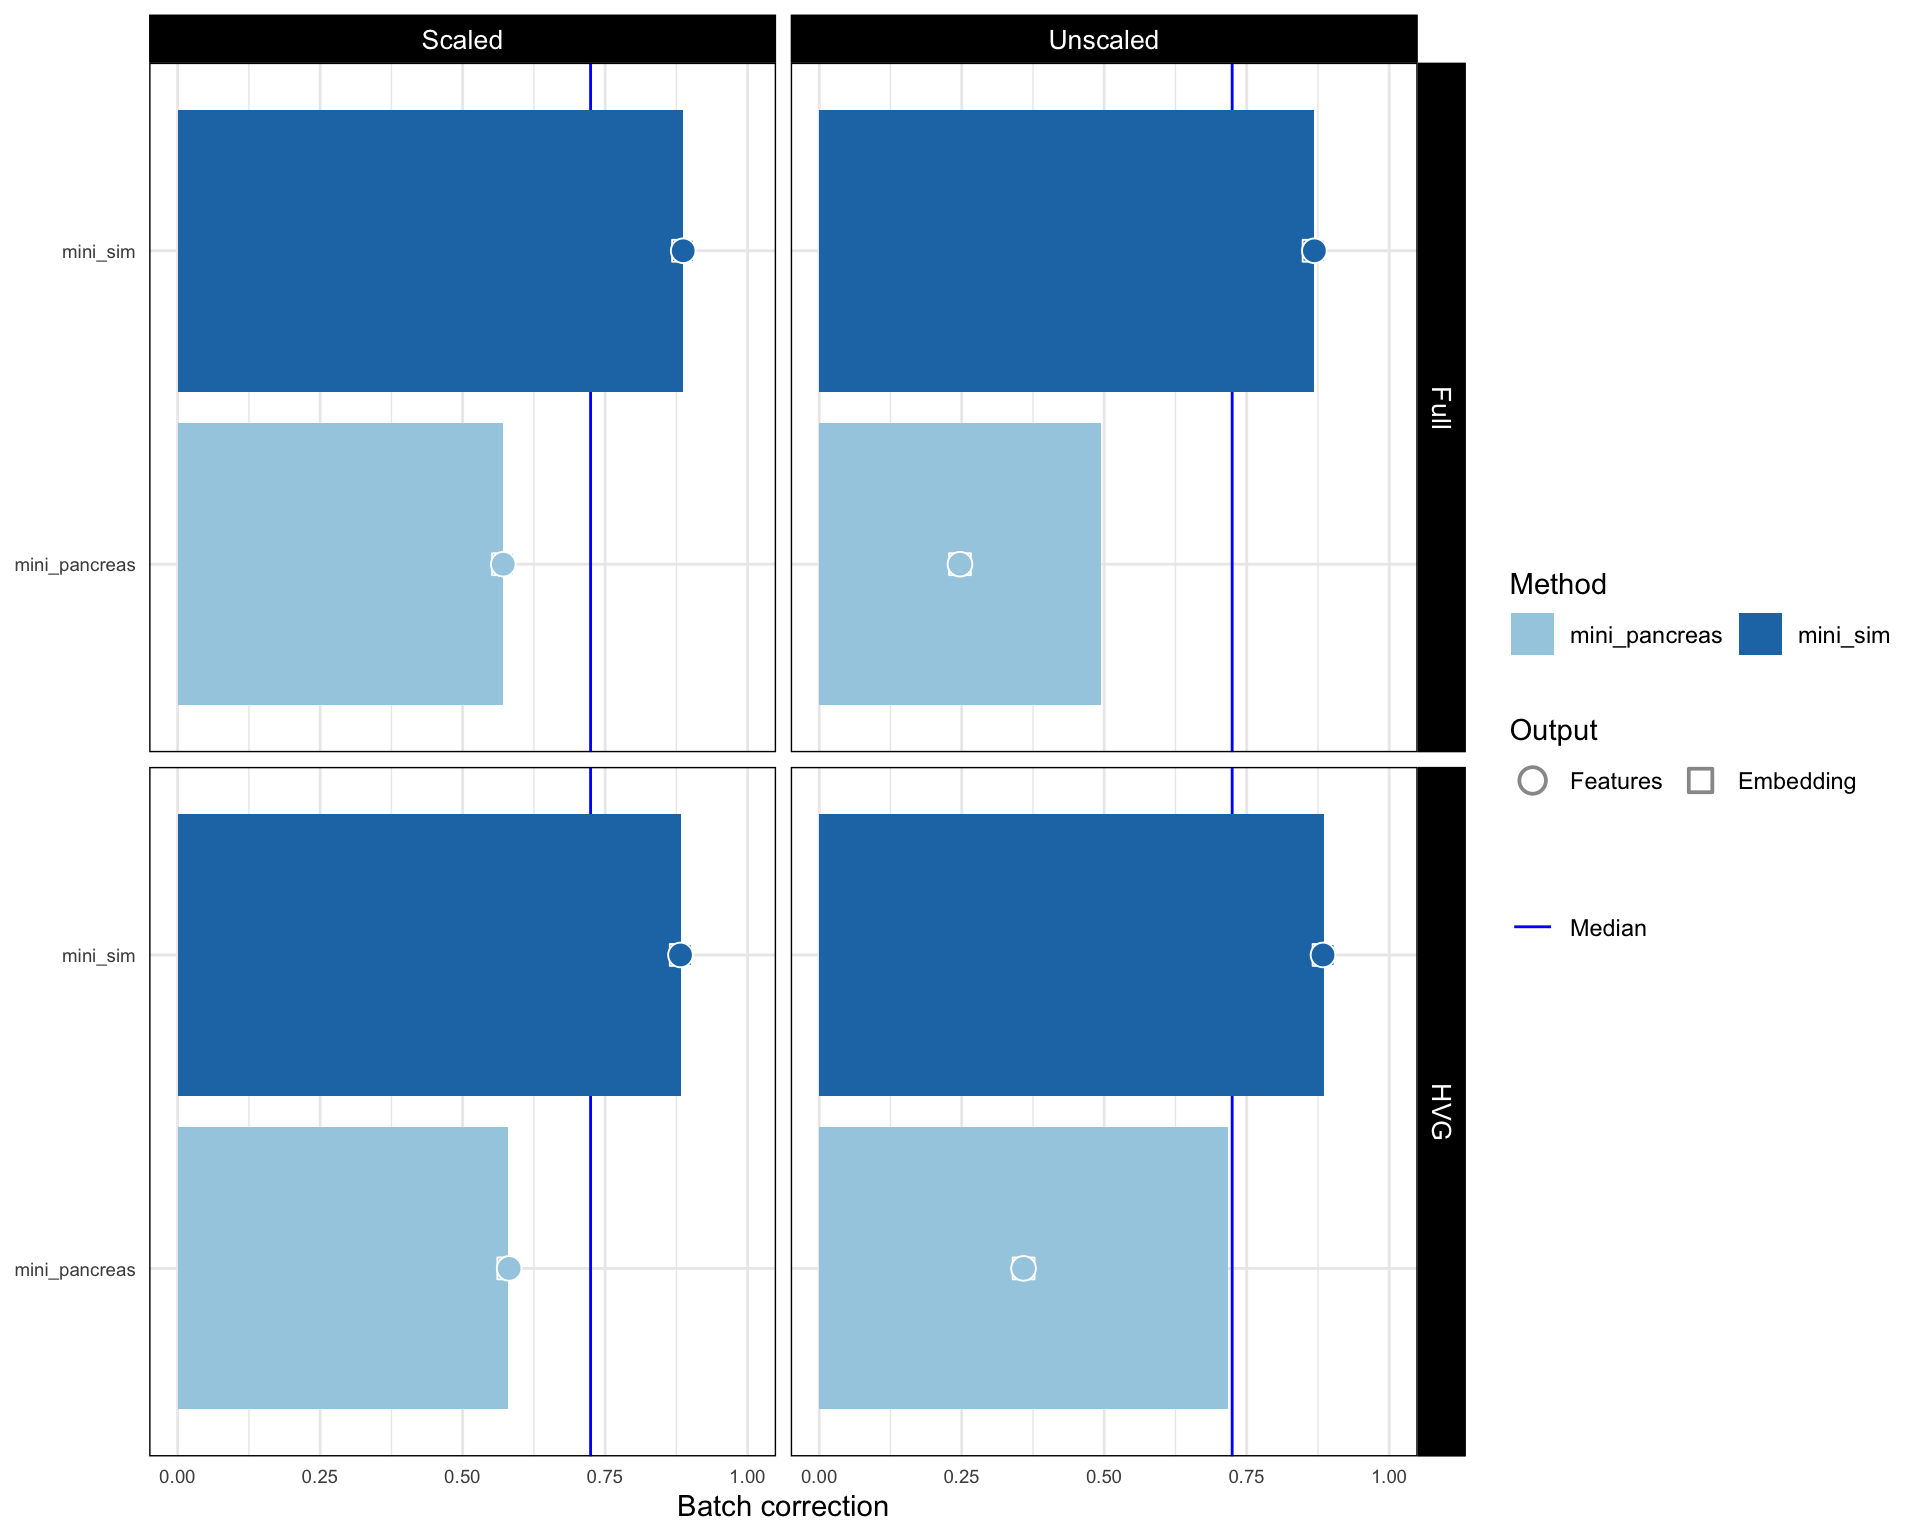 Scaled
Unscaled
mini_sim
mini_pancreas
Full
mini_sim
mini_pancreas
HVG
0.00 0.25 0.50 0.75 1.00
0.00 0.25 0.50 0.75 1.00
Batch correction
Method
mini_pancreas mini_sim
Output
Features Embedding
Median